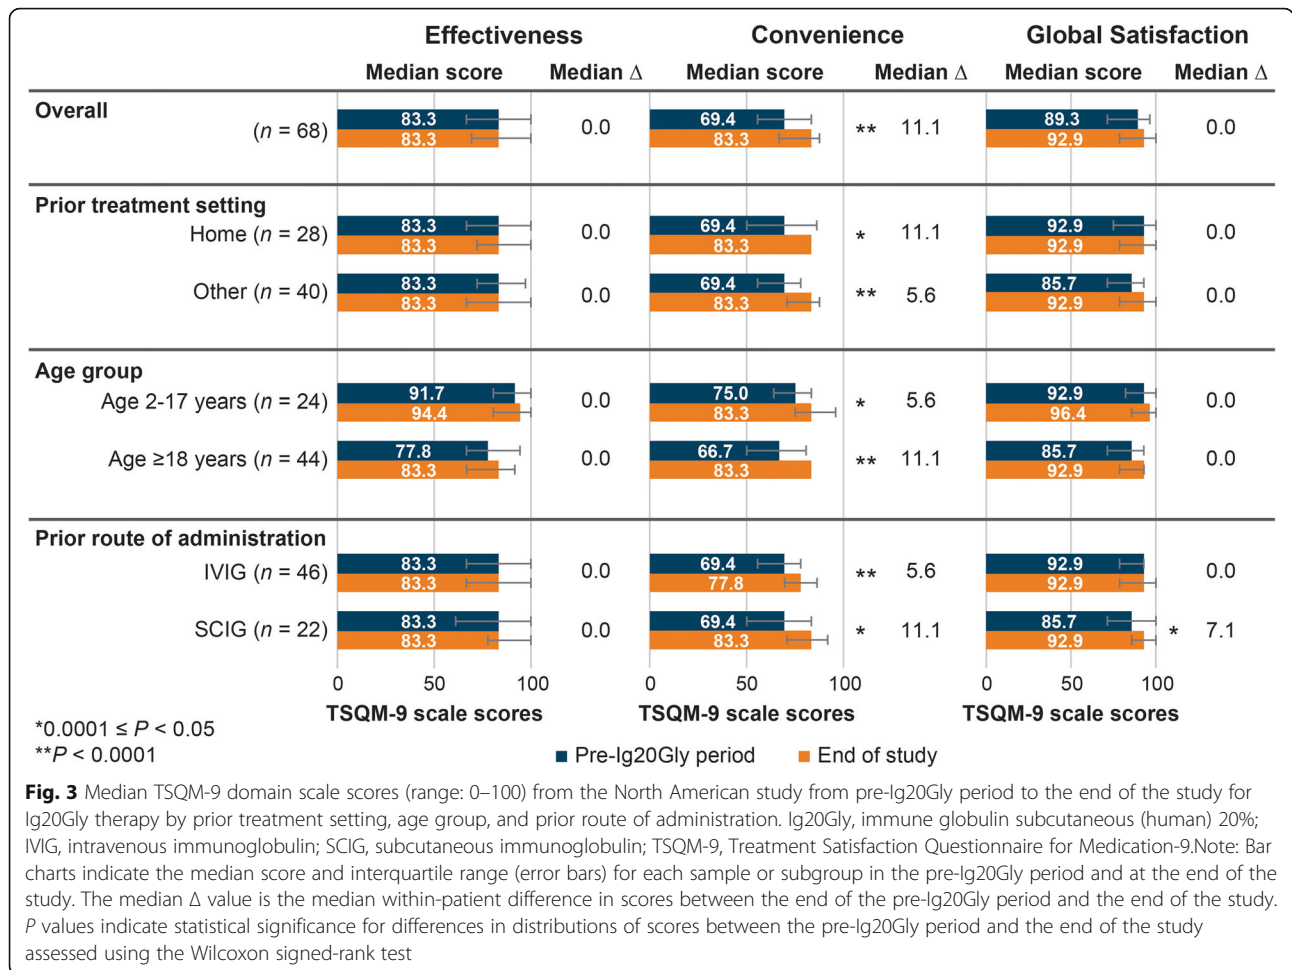 Effectiveness Convenience Global Satisfaction
Median score Median Δ Median score Median Δ Median score Median Δ
Overall
(n = 68) 83.3 83.3 0.0 69.4 83.3 ** 11.1 89.3 92.9 0.0
Prior treatment setting
Home (n = 28) 83.3 83.3 0.0 69.4 83.3 * 11.1 92.9 92.9 0.0
Other (n = 40) 83.3 83.3 0.0 69.4 83.3 ** 5.6 85.7 92.9 0.0
Age group
Age 2-17 years (n = 24) 91.7 94.4 0.0 75.0 83.3 * 5.6 92.9 96.4 0.0
Age ≥18 years (n = 44) 77.8 83.3 0.0 66.7 83.3 ** 11.1 85.7 92.9 0.0
Prior route of administration
IVIG (n = 46) 83.3 83.3 0.0 69.4 77.8 ** 5.6 92.9 92.9 0.0
SCIG (n = 22) 83.3 83.3 0.0 69.4 83.3 * 11.1 85.7 92.9 * 7.1
0 50 100 0 50 100 0 50 100
TSQM-9 scale scores TSQM-9 scale scores TSQM-9 scale scores
*0.0001 ≤ P < 0.05
**P < 0.0001
Pre-Ig20Gly period End of study
Fig. 3 Median TSQM-9 domain scale scores (range: 0–100) from the North American study from pre-Ig20Gly period to the end of the study for
Ig20Gly therapy by prior treatment setting, age group, and prior route of administration. Ig20Gly, immune globulin subcutaneous (human) 20%;
IVIG, intravenous immunoglobulin; SCIG, subcutaneous immunoglobulin; TSQM-9, Treatment Satisfaction Questionnaire for Medication-9.Note: Bar
charts indicate the median score and interquartile range (error bars) for each sample or subgroup in the pre-Ig20Gly period and at the end of the
study. The median Δ value is the median within-patient difference in scores between the end of the pre-Ig20Gly period and the end of the study.
P values indicate statistical significance for differences in distributions of scores between the pre-Ig20Gly period and the end of the study
assessed using the Wilcoxon signed-rank test